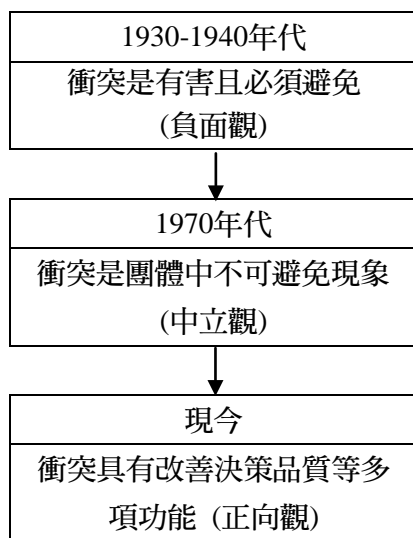 1930-1940年代
衝突是有害且必須避免
(負面觀)
1970年代
衝突是團體中不可避免現象
(中立觀)
現今
衝突具有改善決策品質等多
項功能 (正向觀)